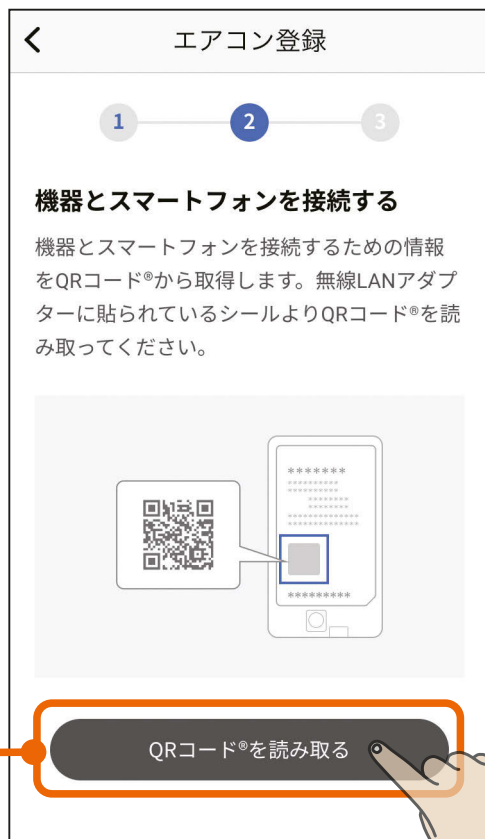 エアコン登録
1 2 3
機器とスマートフォンを接続する
機器とスマートフォンを接続するための情報
をQRコード®から取得します。無線LANアダプ
ターに貼られているシールよりQRコード®を読
み取ってください。
*******
*********
*********
********
********
**************
**************
*********
QRコード®を読み取る